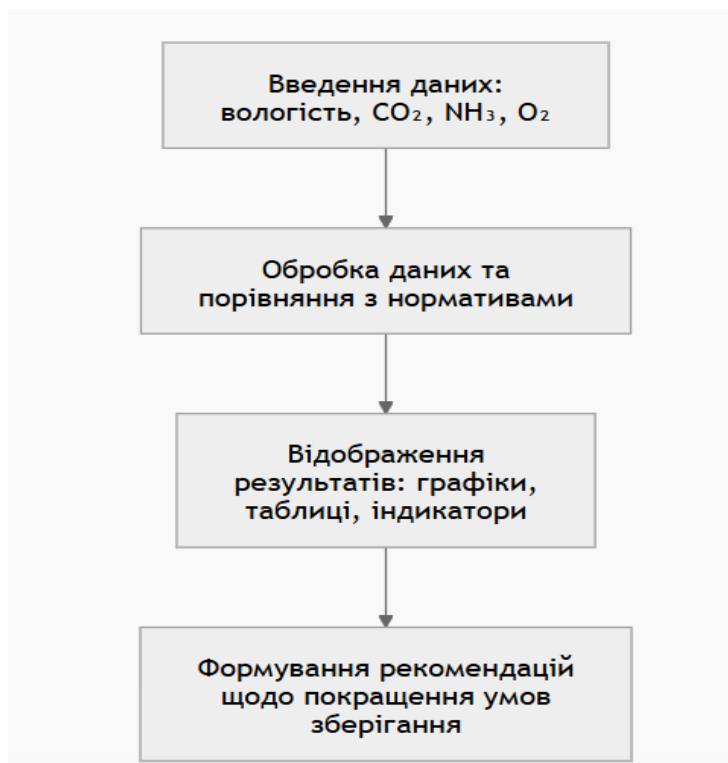 Введення даних:
вологість, CO₂, NH₃, O₂
Обробка даних та
порівняння з нормативами
Відображення
результатів: графіки,
таблиці, індикатори
Формування рекомендацій
щодо покращення умов
зберігання